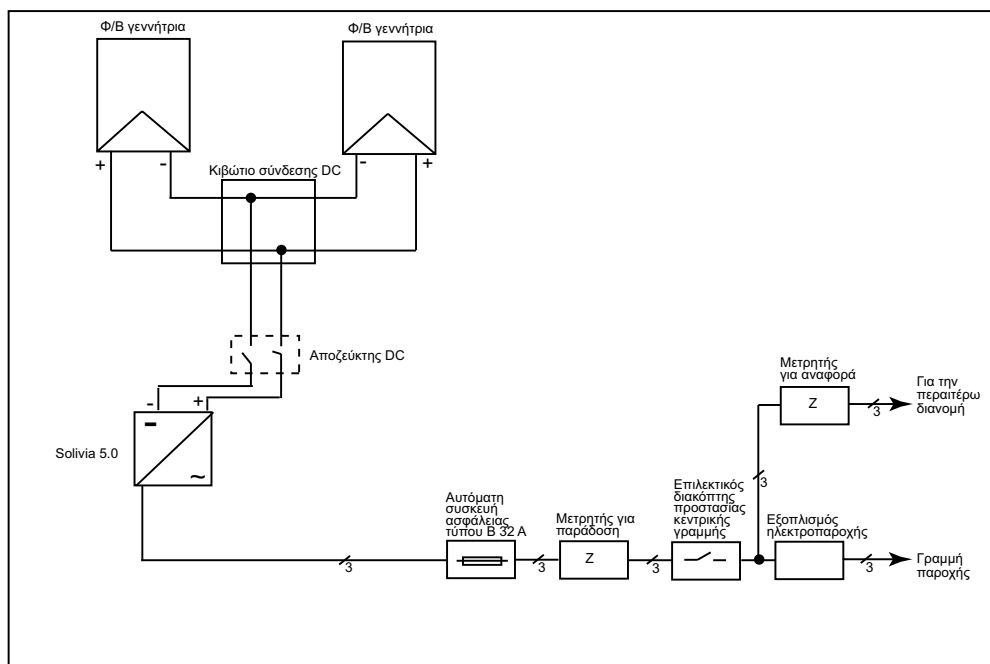 Φ/Β γεννήτρια
Φ/Β γεννήτρια
+
-
-
+
Κιβώτιο σύνδεσης DC
Αποζεύκτης DC
-
+
Solivia 5.0
-
~
3
Αυτόματη
συσκευή
ασφάλειας
τύπου B 32 A
3
Μετρητής για
παράδοση
Z
3
Επιλεκτικός
διακόπτης
προστασίας
κεντρικής
γραμμής
3
Μετρητής
για αναφορά
Z
3
Για την
περαιτέρω
διανομή
Εξοπλισμός
ηλεκτροπαροχής
3
Γραμμή
παροχής